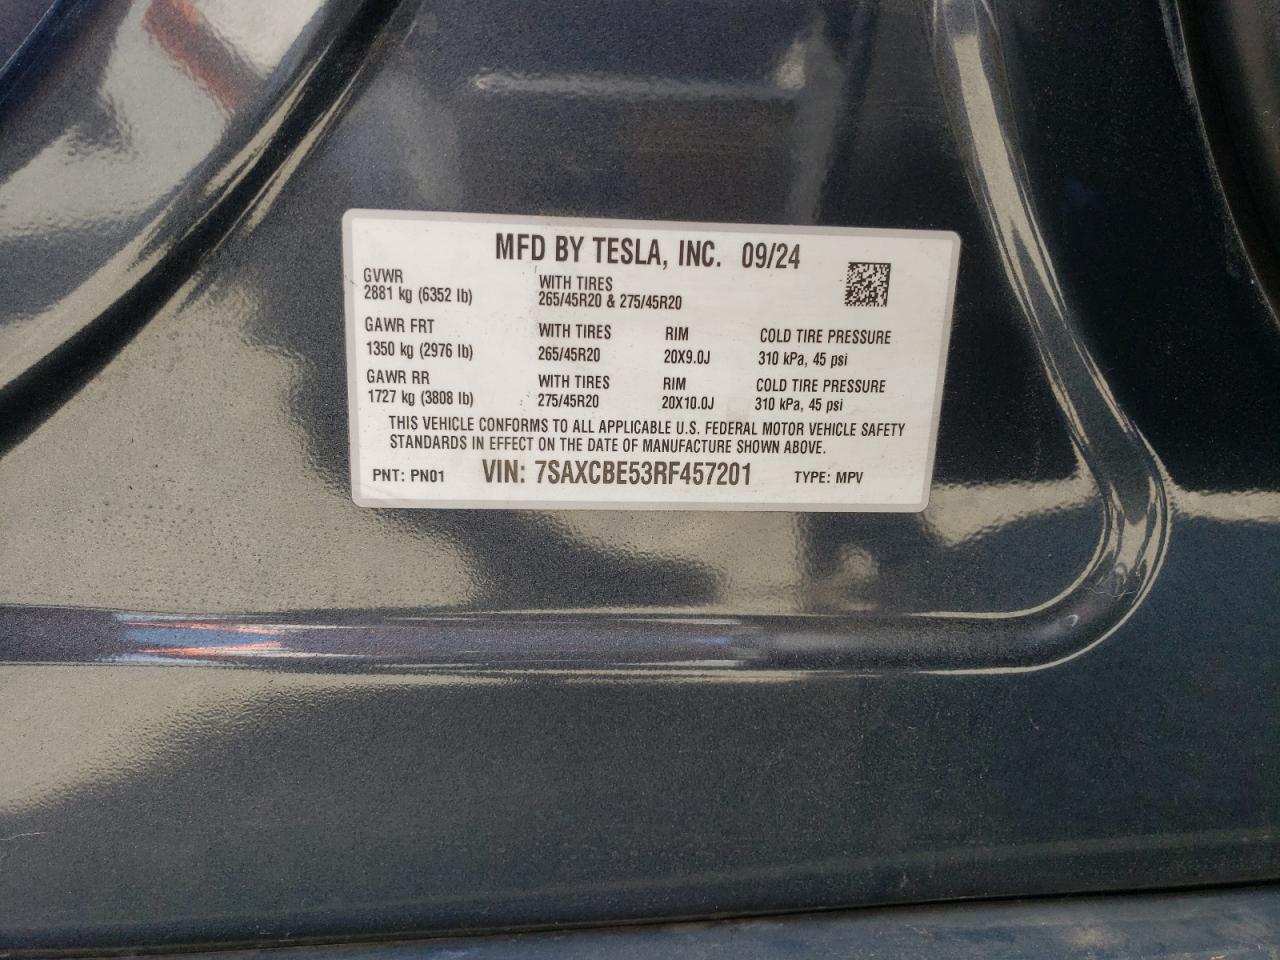 MFD BY TESLA, INC. 09/24
GVWR
2881 kg (6352 lb)
WITH TIRES
265/45R20 & 275/45R20
GAWR FRT
1350 kg (2976 lb)
WITH TIRES
265/45R20
RIM
20X9.0J
COLD TIRE PRESSURE
310 kPa, 45 psi
GAWR RR
1727 kg (3808 lb)
WITH TIRES
275/45R20
RIM
20X10.0J
COLD TIRE PRESSURE
310 kPa, 45 psi
THIS VEHICLE CONFORMS TO ALL APPLICABLE U.S. FEDERAL MOTOR VEHICLE SAFETY
STANDARDS IN EFFECT ON THE DATE OF MANUFACTURE SHOWN ABOVE.
PNT: PN01 VIN: 7SAXCBE53RF457201 TYPE: MPV